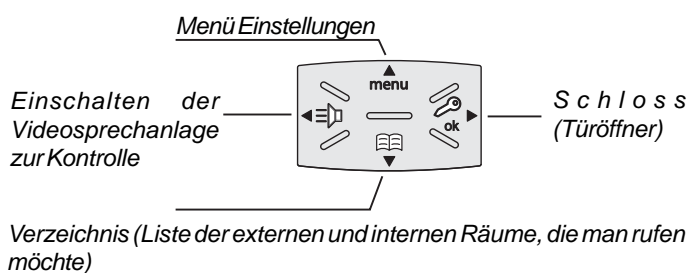 Menü Einstellungen
menu
Einschalten der
Videosprechanlage
zur Kontrolle
ok
Schloss
(Türöffner)
Verzeichnis (Liste der externen und internen Räume, die man rufen
möchte)